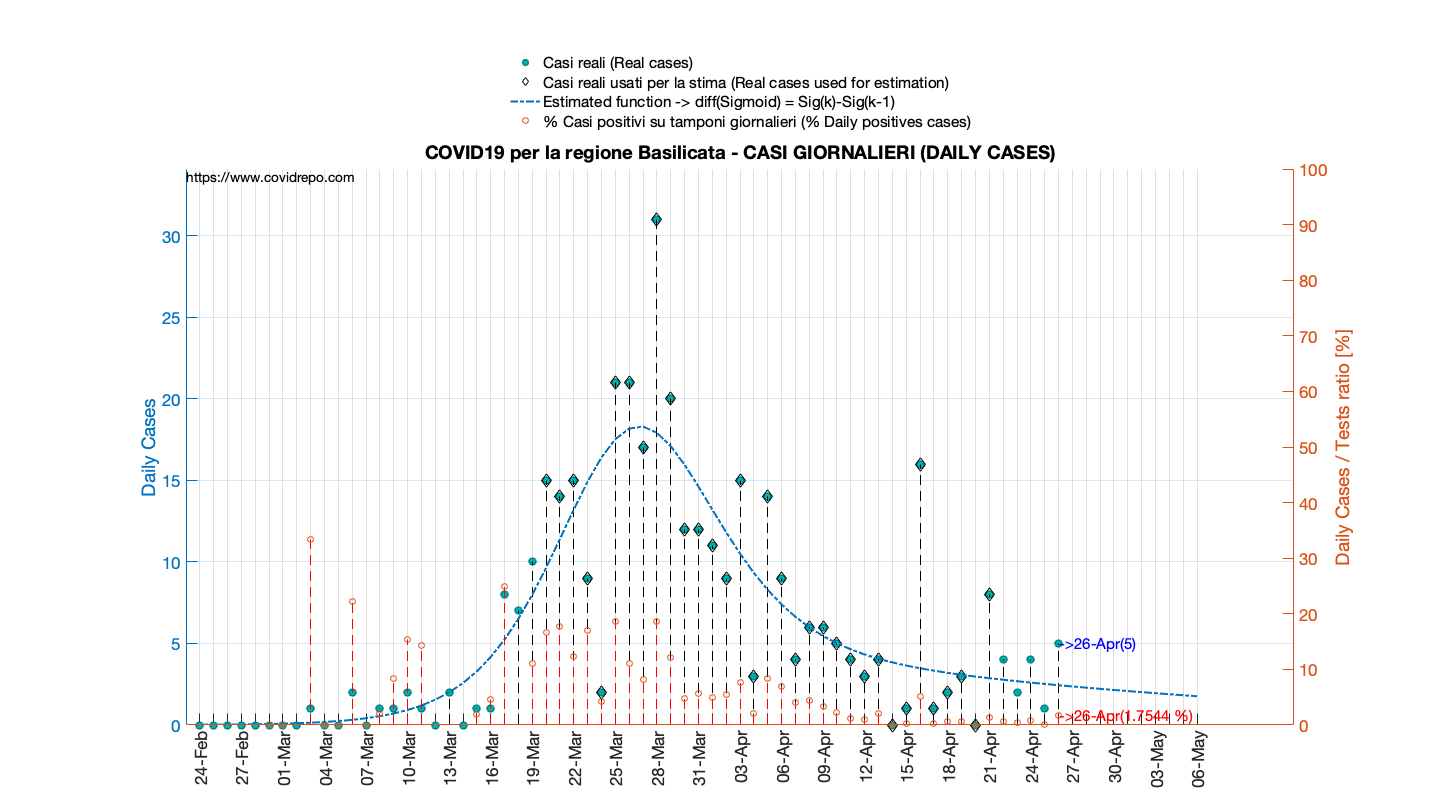 Casi reali (Real cases)
Casi reali usati per la stima (Real cases used for estimation)
Estimated function -> diff(Sigmoid) = Sig(k)-Sig(k-1)
% Casi positivi su tamponi giornalieri (% Daily positives cases)
COVID19 per la regione Basilicata - CASI GIORNALIERI (DAILY CASES)
https://www.covidrepo.com
Daily Cases
30
25
20
15
10
5
0
100
90
80
70
60
50
40
30
20
10
0
Daily Cases / Tests ratio [%]
->26-Apr(5)
->26-Apr(1.7544 %)
24-Feb
27-Feb
01-Mar
04-Mar
07-Mar
10-Mar
13-Mar
16-Mar
19-Mar
22-Mar
25-Mar
28-Mar
31-Mar
03-Apr
06-Apr
09-Apr
12-Apr
15-Apr
18-Apr
21-Apr
24-Apr
27-Apr
30-Apr
03-May
06-May